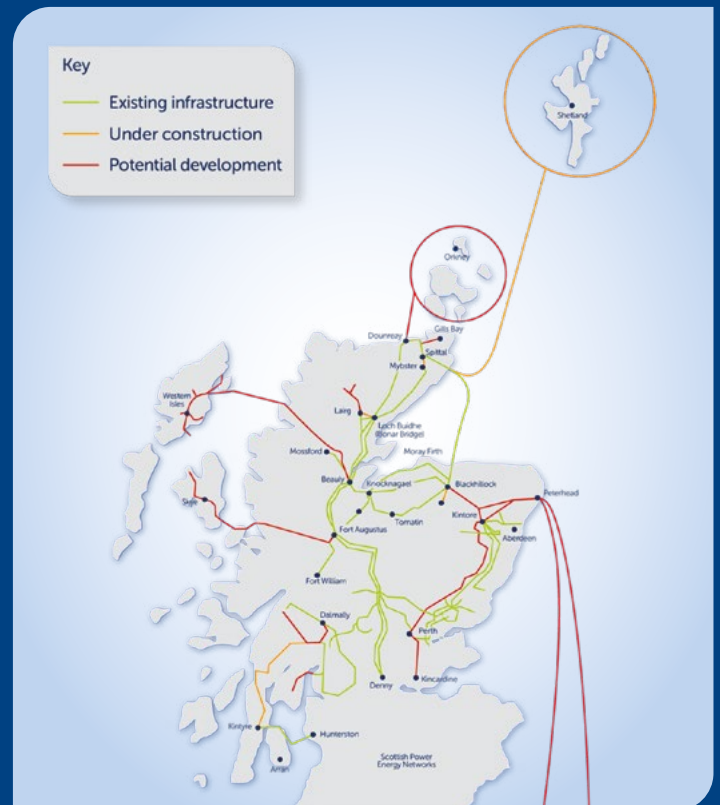 Key
Existing infrastructure
Under construction
Potential development
Shetland
Orkney
Gills Bay
Dounreay
Spittal
Mybster
Western
Isles
Lairg
Loch Buidhe
(Bonar Bridge)
Mossford
Moray Firth
Beauly
Knocknagael
Blackhillock
Peterhead
Skye
Kintore
Tomatin
Fort Augustus
Aberdeen
Fort William
Dalmally
Perth
Denny
Kincardine
Kintyre
Hunterston
Arran
Scottish Power
Energy Networks